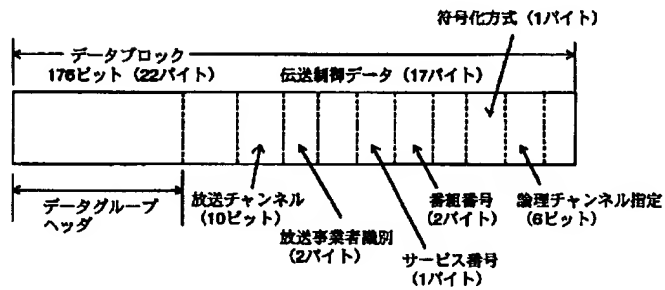 符号化方式(1バイト)
データブロック
176ビット(22バイト)
伝送制御データ(17バイト)
データグループ
ヘッダ
放送チャンネル
(10ビット)
放送事業者識別
(2バイト)
サービス番号
(1バイト)
番組番号
(2バイト)
論理チャンネル指定
(6ビット)